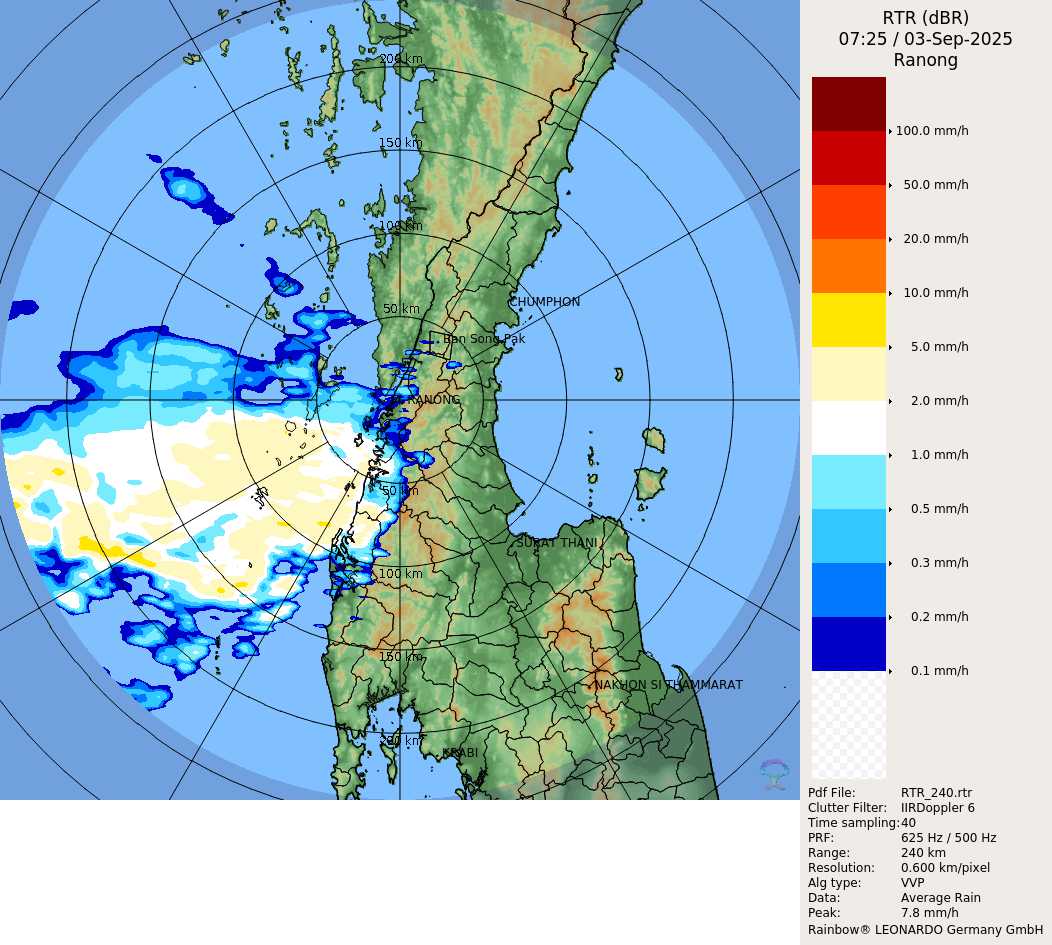 RTR (dBR)
07:25 / 03-Sep-2025
Ranong
200 km
150 km
100 km
50 km
CHUMPHON
Ban Song Pak
RANONG
50 km
SURAT THANI
100 km
150 km
NAKHON SI THAMMARAT
200 km
KRABI
100.0 mm/h
50.0 mm/h
20.0 mm/h
10.0 mm/h
5.0 mm/h
2.0 mm/h
1.0 mm/h
0.5 mm/h
0.3 mm/h
0.2 mm/h
0.1 mm/h
Pdf File: RTR_240.rtr
Clutter Filter: IIRDoppler 6
Time sampling:40
PRF: 625 Hz / 500 Hz
Range: 240 km
Resolution: 0.600 km/pixel
Alg type: VVP
Data: Average Rain
Peak: 7.8 mm/h
Rainbow® LEONARDO Germany GmbH